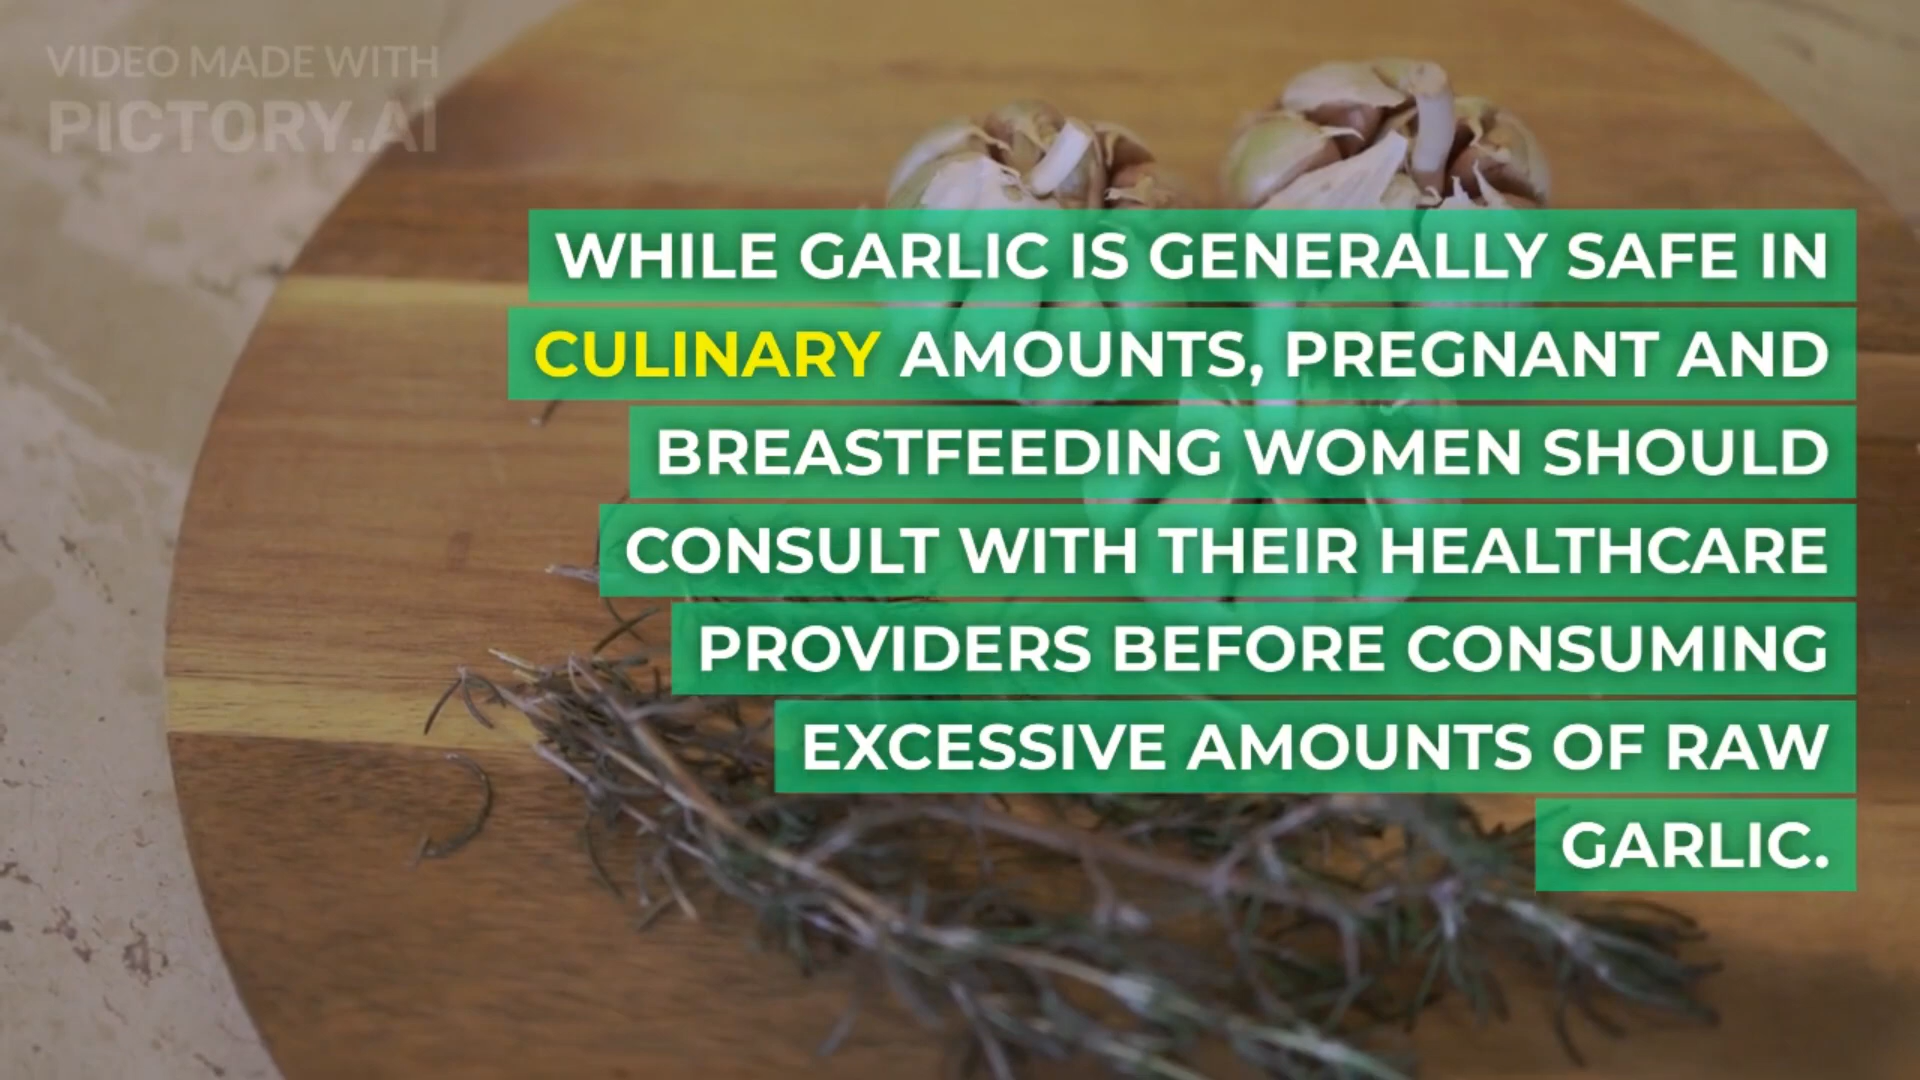 VIDEO MADE WITH
PICTORY.AI
WHILE GARLIC IS GENERALLY SAFE IN
CULINARY AMOUNTS, PREGNANT AND
BREASTFEEDING WOMEN SHOULD
CONSULT WITH THEIR HEALTHCARE
PROVIDERS BEFORE CONSUMING
EXCESSIVE AMOUNTS OF RAW
GARLIC.